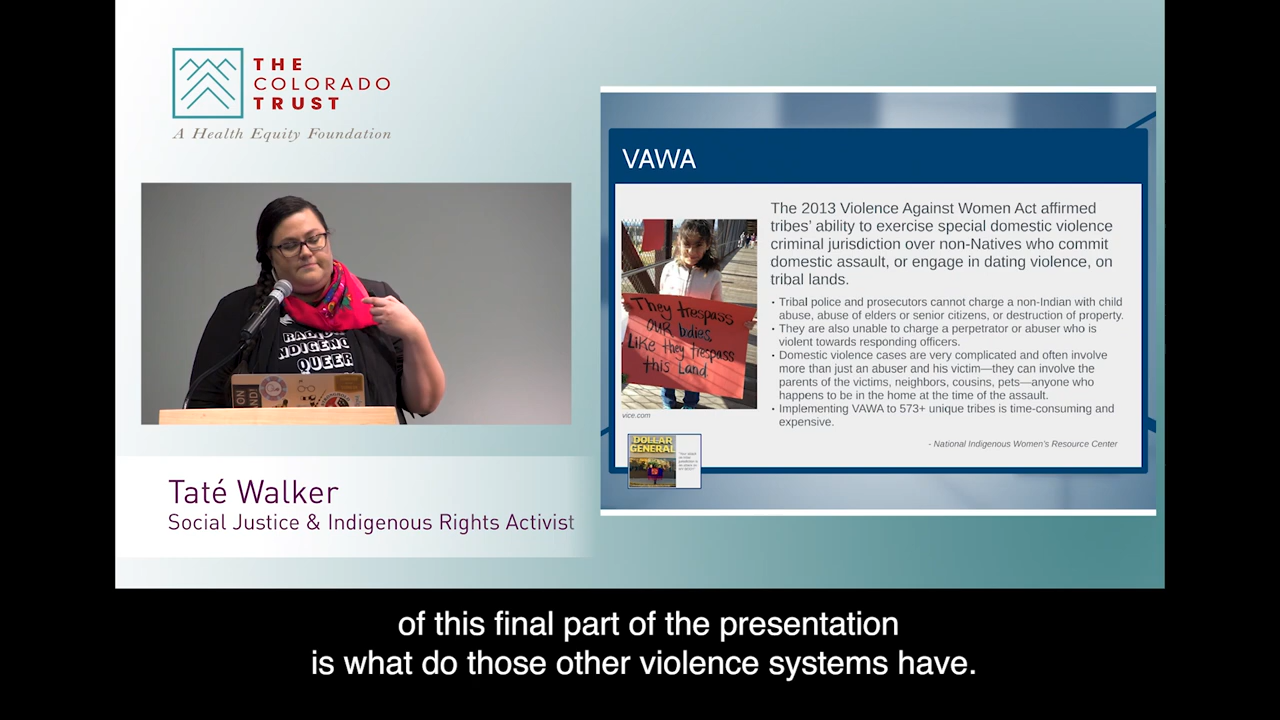 THE
COLORADO
TRUST
A Health Equity Foundation
RADICAL
INDIGENOUS
QUEER
Taté Walker
Social Justice & Indigenous Rights Activist
VAWA
The 2013 Violence Against Women Act affirmed
tribes' ability to exercise special domestic violence
criminal jurisdiction over non-Natives who commit
domestic assault, or engage in dating violence, on
tribal lands.
• Tribal police and prosecutors cannot charge a non-Indian with child
abuse, abuse of elders or senior citizens, or destruction of property.
• They are also unable to charge a perpetrator or abuser who is
violent towards responding officers.
• Domestic violence cases are very complicated and often involve
more than just an abuser and his victim—they can involve the
parents of the victims, neighbors, cousins, pets—anyone who
happens to be in the home at the time of the assault.
• Implementing VAWA to 573+ unique tribes is time-consuming and
expensive.
- National Indigenous Women's Resource Center
They trespass
OUR bodies,
Like they trespass
this Land
vice.com
DOLLAR
GENERAL
of this final part of the presentation
is what do those other violence systems have.